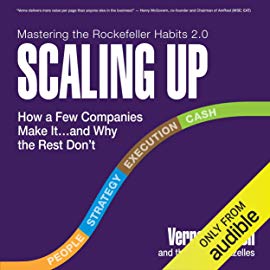 "Verne delivers more value per page than anyone else in the business" — Henry McGovern, co-founder and Chairman of AmRest (WSE: EAT)
Mastering the Rockefeller Habits 2.0
SCALING UP
How a Few Companies
Make It...and Why
the Rest Don't
PEOPLE STRATEGY EXECUTION CASH
and the
ONLY FROM
audible